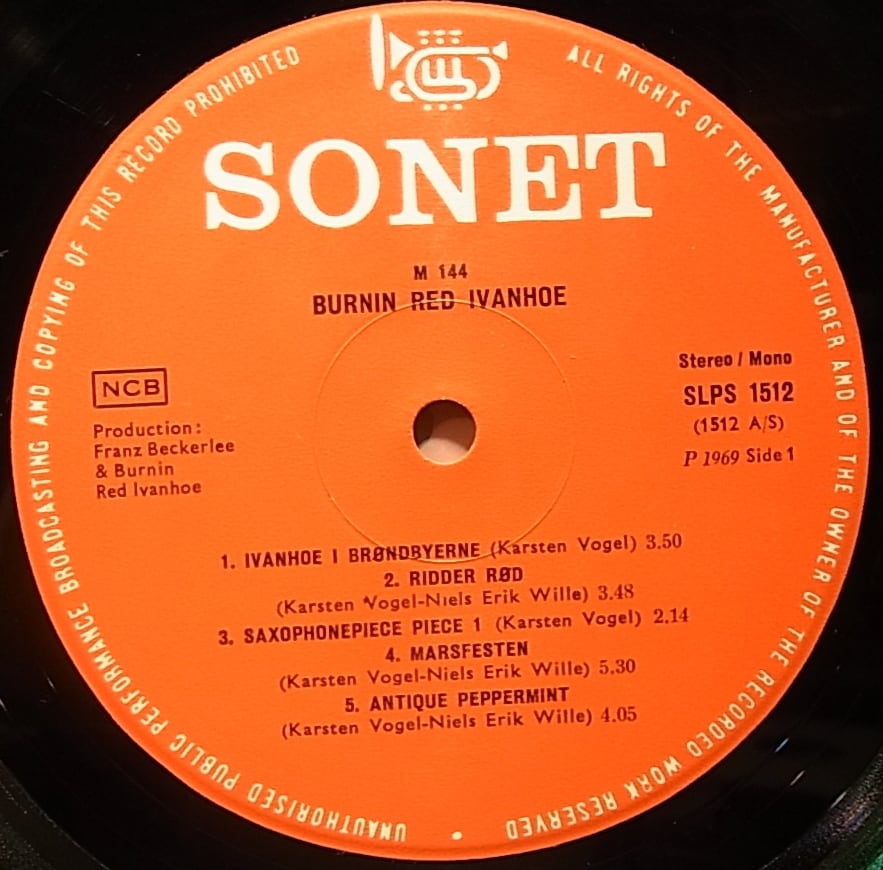 SONET
M 144
BURNIN RED IVANHOE
NCB
Production:
Franz Beckerlee
& Burnin
Red Ivanhoe
Stereo / Mono
SLPS 1512
(1512 A/S)
P 1969 Side 1
1. IVANHOE I BRØNDBYERNE (Karsten Vogel) 3.50
2. RIDDER RØD
(Karsten Vogel-Niels Erik Wille) 3.48
3. SAXOPHONEPIECE PIECE 1 (Karsten Vogel) 2.14
4. MARSFESTEN
(Karsten Vogel-Niels Erik Wille) 5.30
5. ANTIQUE PEPPERMINT
(Karsten Vogel-Niels Erik Wille) 4.05
ALL RIGHTS OF THE MANUFACTURER AND OF THE OWNER OF THE RECORDED WORK RESERVED • UNAUTHORISED PUBLIC PERFORMANCE BROADCASTING AND COPYING OF THIS RECORD PROHIBITED